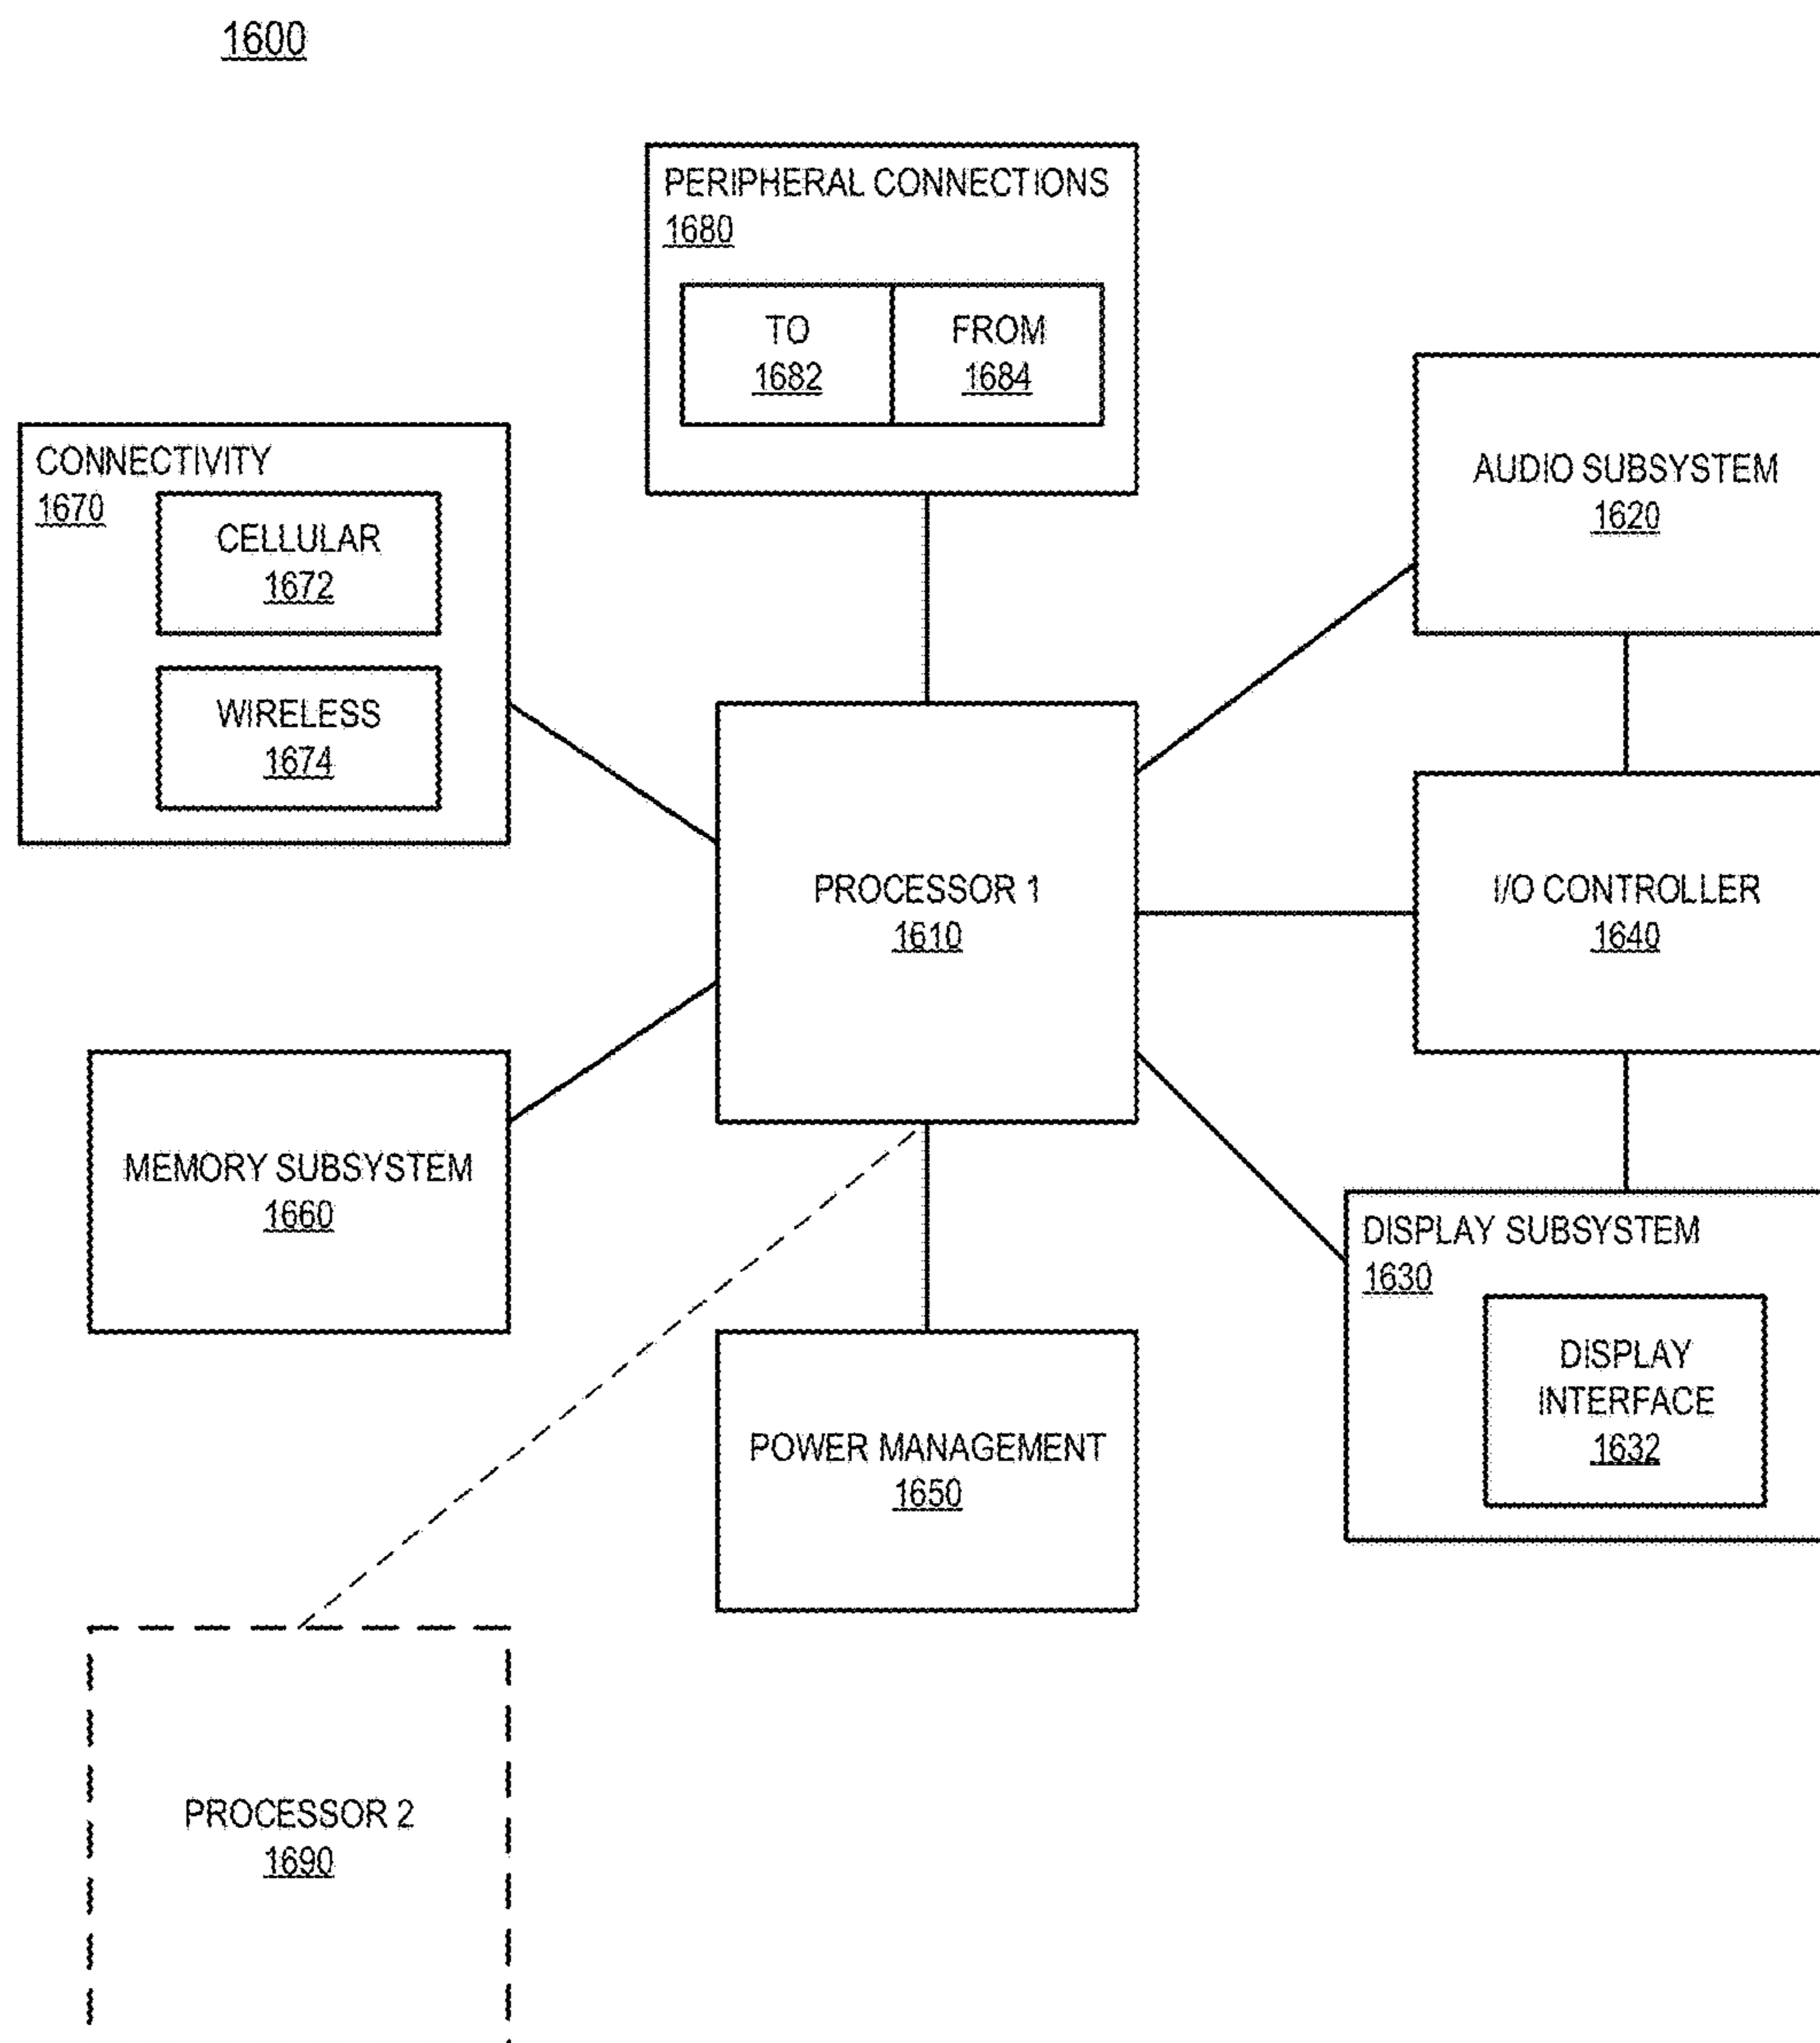 1600
PERIPHERAL CONNECTIONS
1680
TO
1682
FROM
1684
CONNECTIVITY
1670
CELLULAR
1672
WIRELESS
1674
AUDIO SUBSYSTEM
1620
PROCESSOR 1
1610
I/O CONTROLLER
1640
MEMORY SUBSYSTEM
1660
DISPLAY SUBSYSTEM
1630
DISPLAY
INTERFACE
1632
POWER MANAGEMENT
1650
PROCESSOR 2
1690